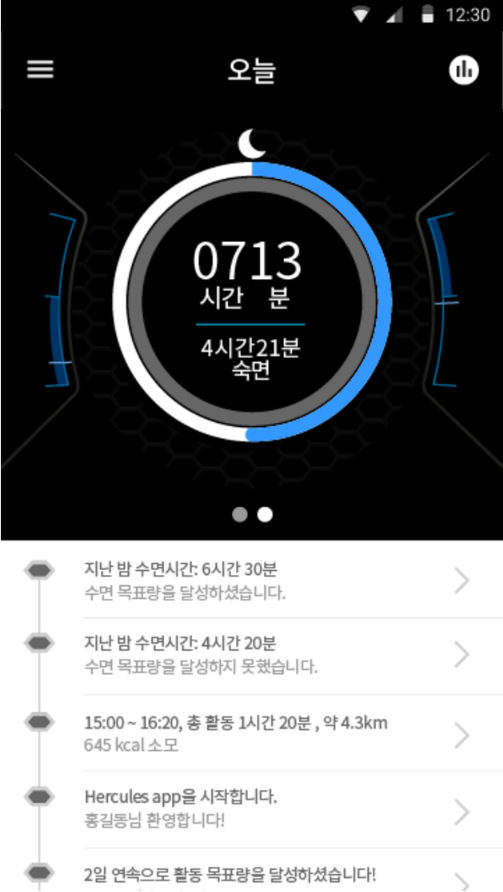 12:30
오늘
0713
시간 분
4시간21분
숙면
지난 밤 수면시간: 6시간 30분
수면 목표량을 달성하셨습니다.
지난 밤 수면시간: 4시간 20분
수면 목표량을 달성하지 못했습니다.
15:00 ~ 16:20, 총 활동 1시간 20분 , 약 4.3km
645 kcal 소모
Hercules app을 시작합니다.
홍길동님 환영합니다!
2일 연속으로 활동 목표량을 달성하셨습니다!